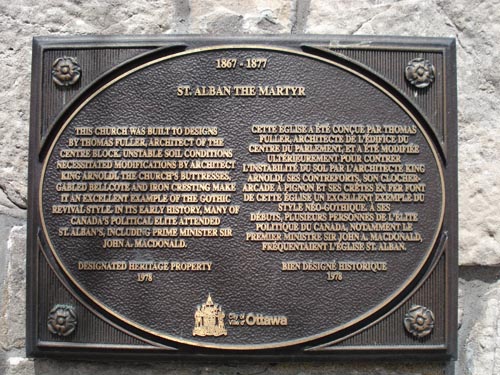 1867 - 1877
ST. ALBAN THE MARTYR
THIS CHURCH WAS BUILT TO DESIGNS
BY THOMAS FULLER, ARCHITECT OF THE
CENTRE BLOCK. UNSTABLE SOIL CONDITIONS
NECESSITATED MODIFICATIONS BY ARCHITECT
KING ARNOLDI. THE CHURCH'S BUTTRESSES,
GABLED BELLCOTE AND IRON CRESTING MAKE
IT AN EXCELLENT EXAMPLE OF THE GOTHIC
REVIVAL STYLE. IN ITS EARLY HISTORY, MANY OF
CANADA'S POLITICAL ELITE ATTENDED
ST. ALBAN'S, INCLUDING PRIME MINISTER SIR
JOHN A. MACDONALD.
DESIGNATED HERITAGE PROPERTY
1978
CETTE ÉGLISE A ÉTÉ CONÇUE PAR THOMAS
FULLER, ARCHITECTE DE L'ÉDIFICE DU
CENTRE DU PARLEMENT, ET A ÉTÉ MODIFIÉE
ULTÉRIEUREMENT POUR CONTRER
L'INSTABILITÉ DU SOL PAR L'ARCHITECTE KING
ARNOLDI. SES CONTREFORTS, SON CLOCHER-
ARCADE À PIGNON ET SES CRÊTES EN FER FONT
DE CETTE ÉGLISE UN EXCELLENT EXEMPLE DU
STYLE NÉO-GOTHIQUE. À SES
DÉBUTS, PLUSIEURS PERSONNES DE L'ÉLITE
POLITIQUE DU CANADA, NOTAMMENT LE
PREMIER MINISTRE SIR JOHN A. MACDONALD,
FRÉQUENTAIENT L'ÉGLISE ST. ALBAN.
BIEN DÉSIGNÉ HISTORIQUE
1978
City of
Ville d'Ottawa